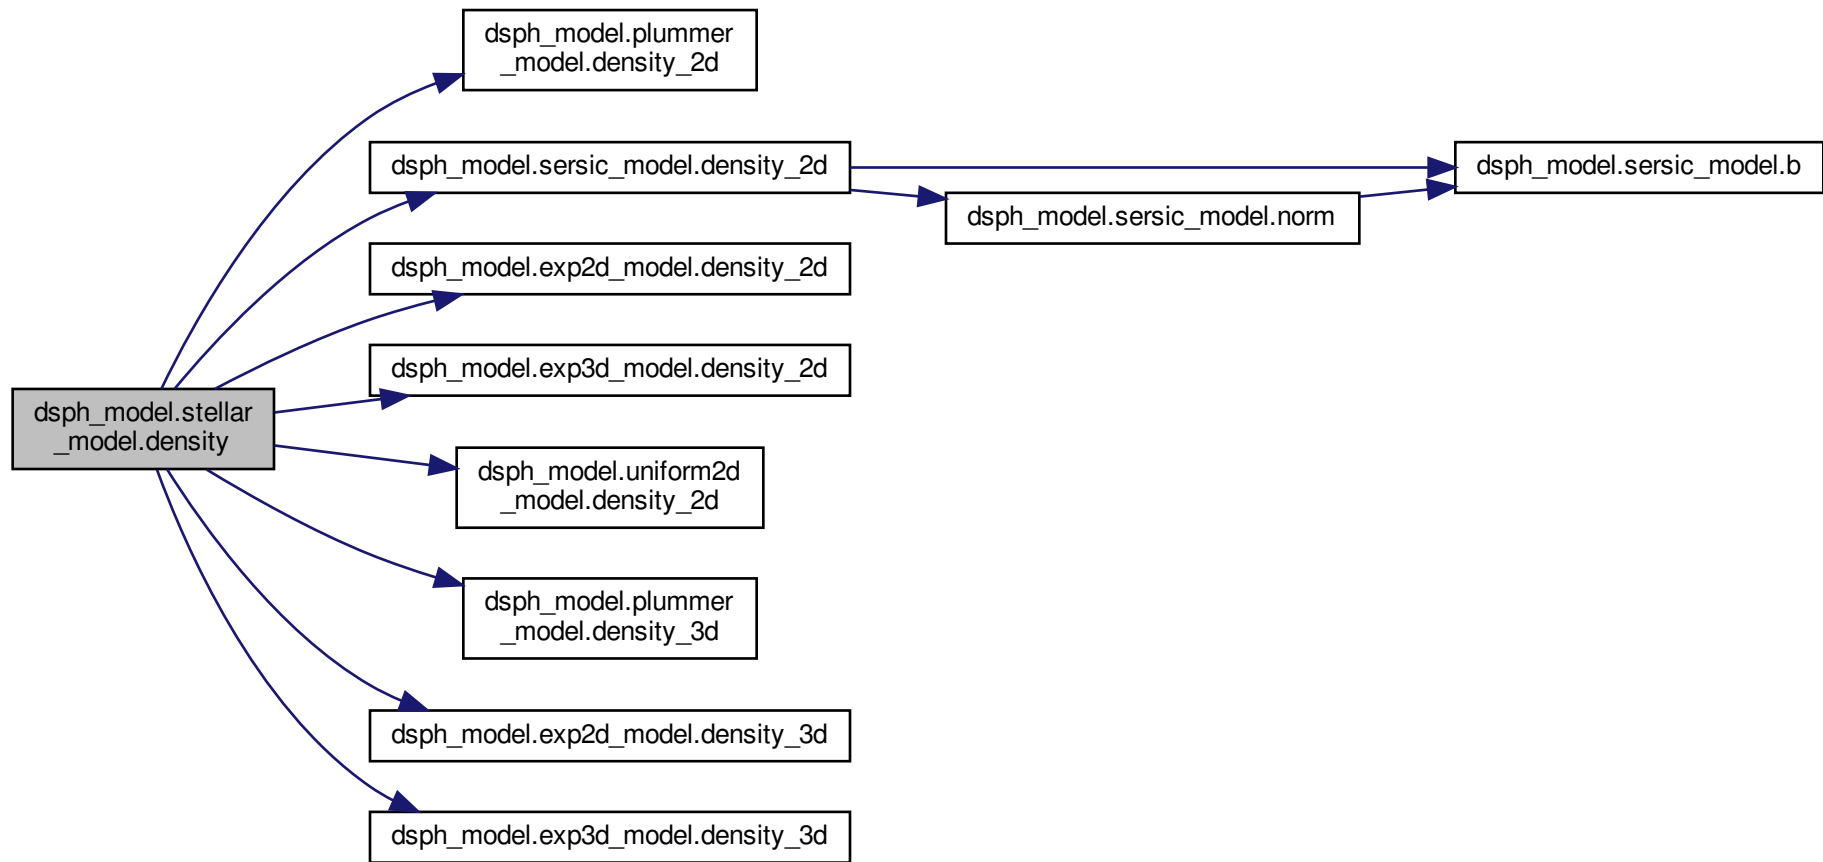 dsph_model.plummer
_model.density_2d
dsph_model.sersic_model.density_2d
dsph_model.sersic_model.b
dsph_model.sersic_model.norm
dsph_model.exp2d_model.density_2d
dsph_model.exp3d_model.density_2d
dsph_model.stellar
_model.density
dsph_model.uniform2d
_model.density_2d
dsph_model.plummer
_model.density_3d
dsph_model.exp2d_model.density_3d
dsph_model.exp3d_model.density_3d